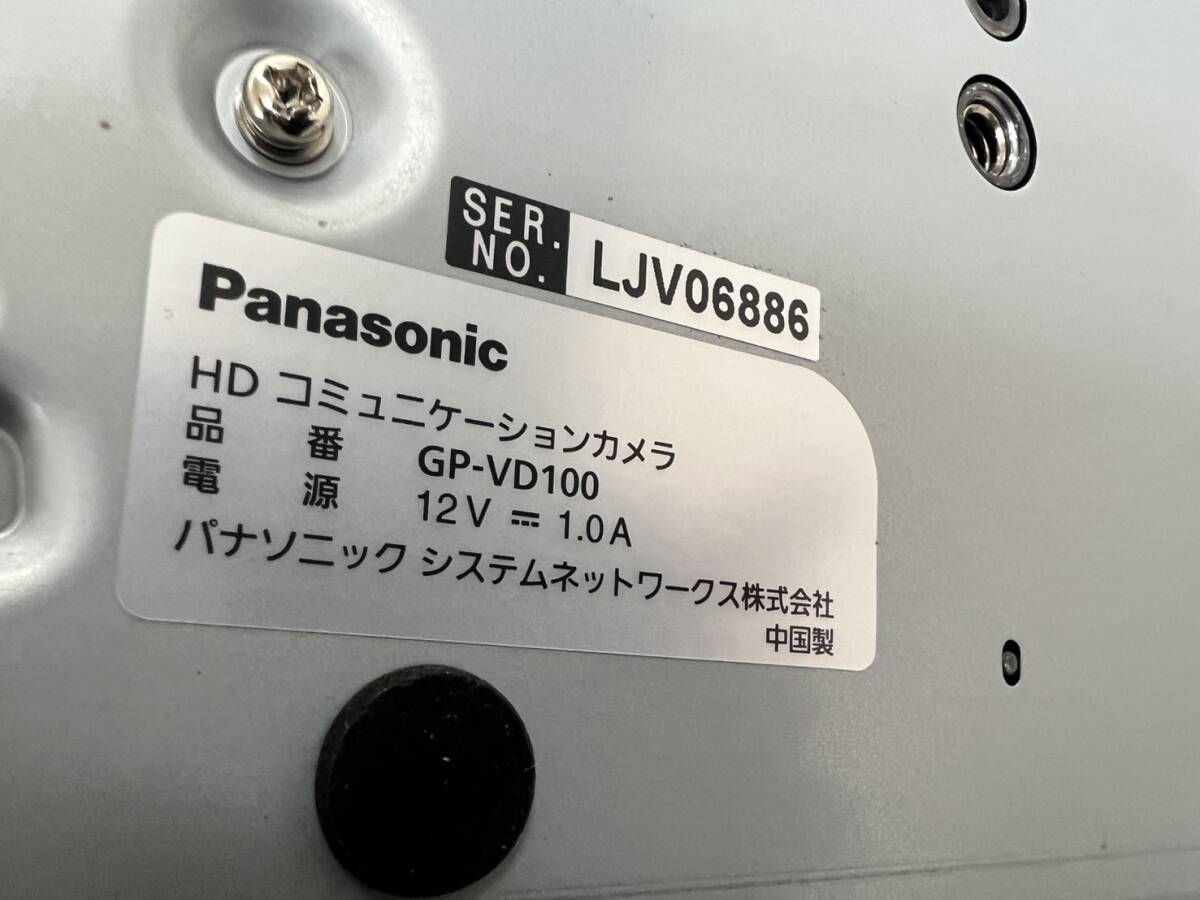 SER.
NO.
LJV06886
Panasonic
HD コミュニケーションカメラ
品 番 GP-VD100
電 源 12V ⎓ 1.0A
パナソニック システムネットワークス株式会社
中国製